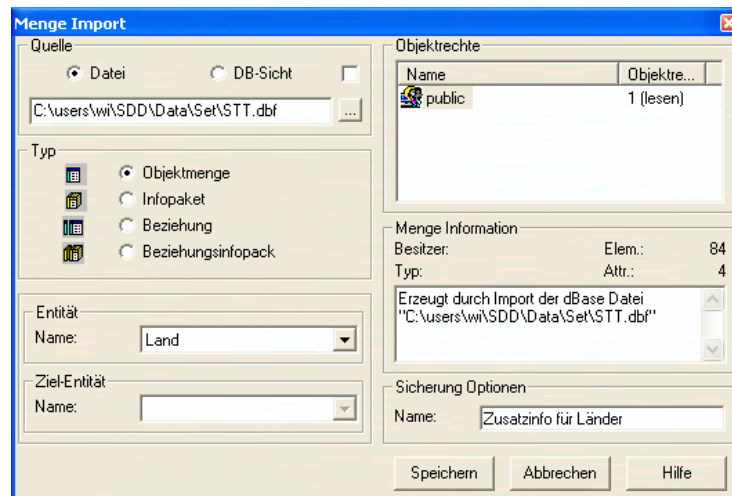 Menge Import
Quelle
Datei
DB-Sicht
C:\users\wi\SDD\Data\Set\STT.dbf
...
Typ
Objektmenge
Infopaket
Beziehung
Beziehungsinfopack
Entität
Name: Land
Ziel-Entität
Name:
Objektrechte
Name Objektre...
public 1 (lesen)
Menge Information
Besitzer: Elem.: 84
Typ: Attr.: 4
Erzeugt durch Import der dBase Datei
"C:\users\wi\SDD\Data\Set\STT.dbf"
Sicherung Optionen
Name: Zusatzinfo für Länder
Speichern Abbrechen Hilfe